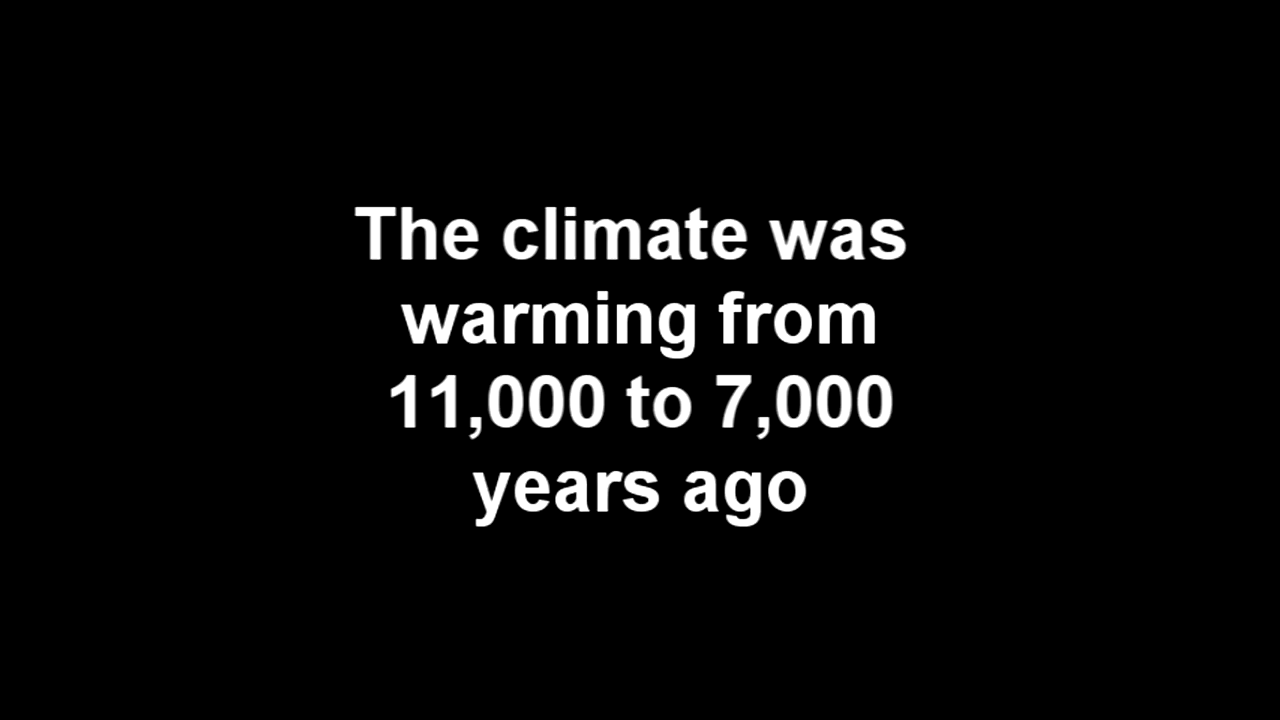 The climate was
warming from
11,000 to 7,000
years ago